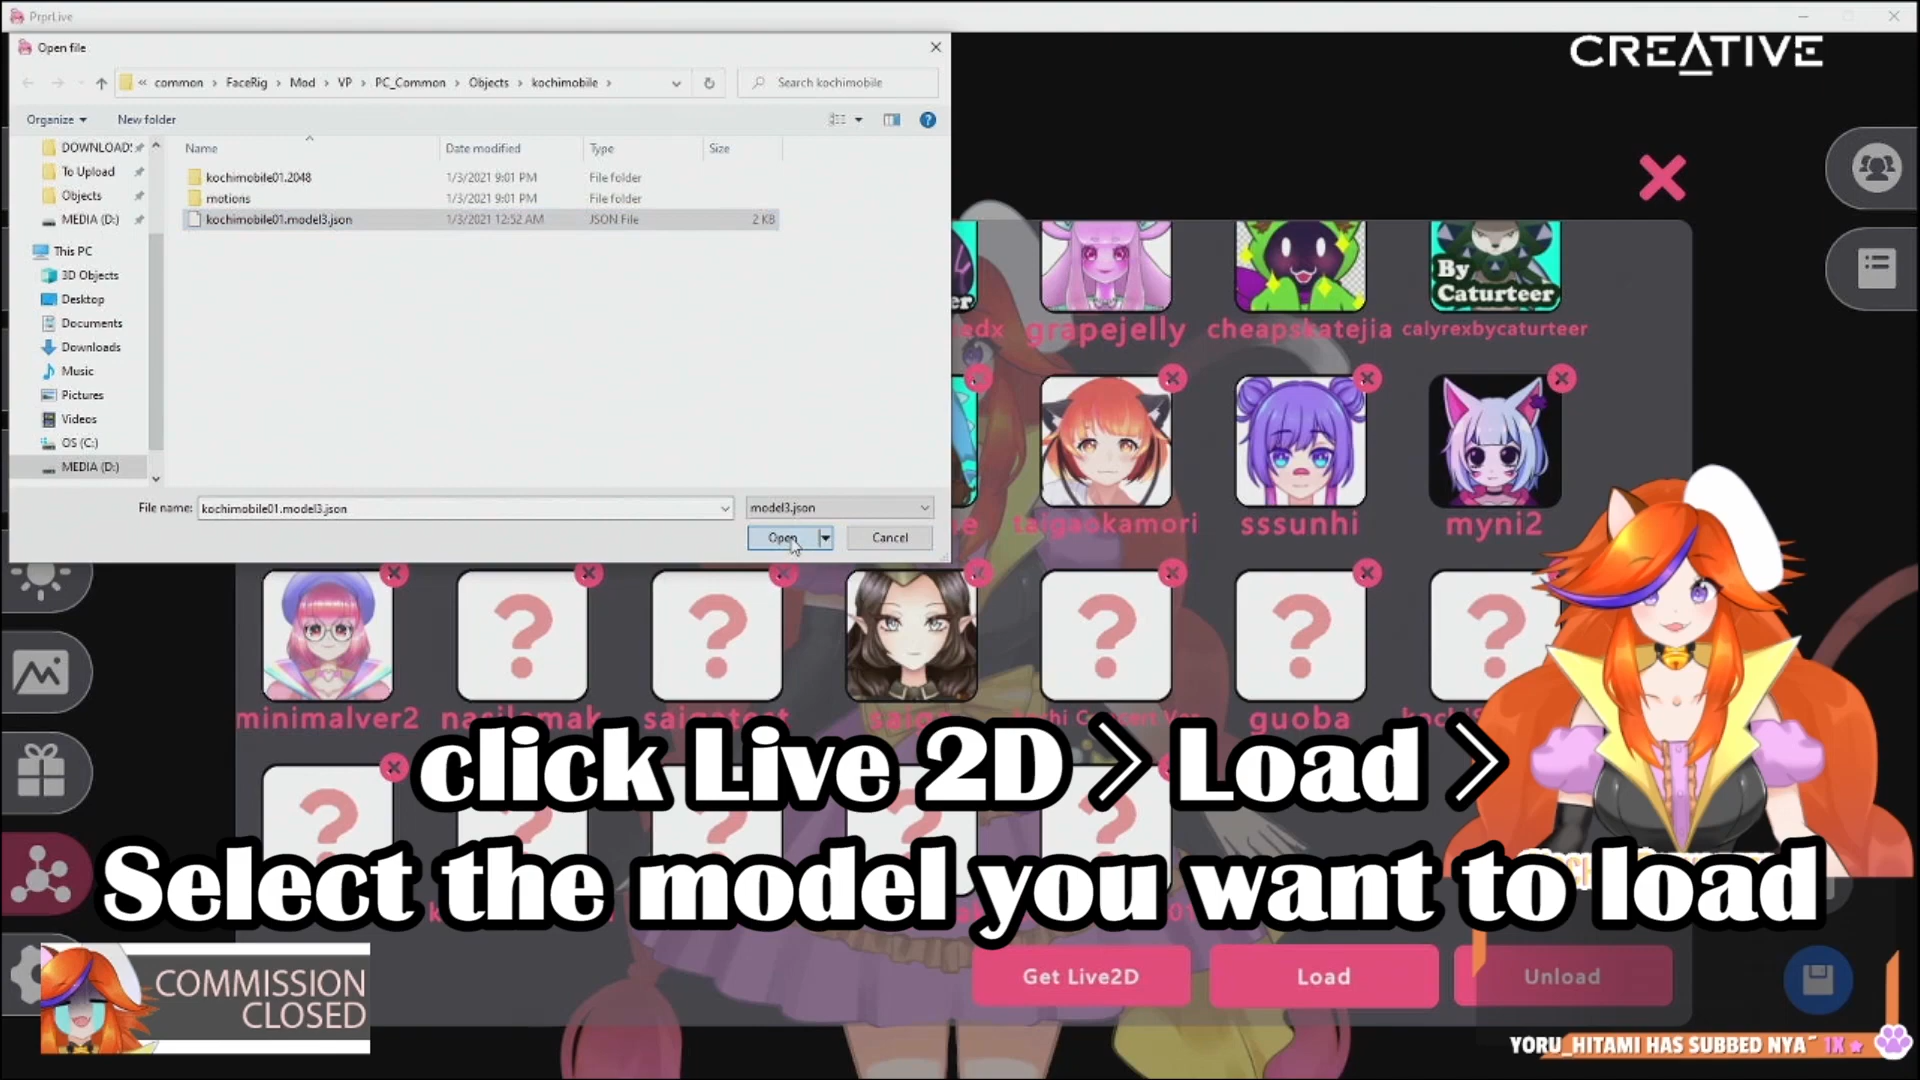 PrprLive
Open file
« common › FaceRig › Mod › VP › PC_Common › Objects › kochimobile ›
Search kochimobile
CREATIVE
Organize
New folder
Name
Date modified
Type
Size
DOWNLOADS
To Upload
Objects
MEDIA (D:)
This PC
3D Objects
Desktop
Documents
Downloads
Music
Pictures
Videos
OS (C:)
MEDIA (D:)
kochimobile01.2048 1/3/2021 9:01 PM File folder
motions 1/3/2021 9:01 PM File folder
kochimobile01.model3.json 1/3/2021 12:52 AM JSON File 2 KB
File name: kochimobile01.model3.json
model3.json
Open
Cancel
By
Caturteer
grapejelly
cheapskatejia
calyrexbycaturteer
taigaokamori
sssunhi
myni2
minimalver2
nasilemak
saigatest
guoba
click Live 2D > Load >
Select the model you want to load
Get Live2D
Load
Unload
COMMISSION
CLOSED
YORU_HITAMI HAS SUBBED NYA~ 1X